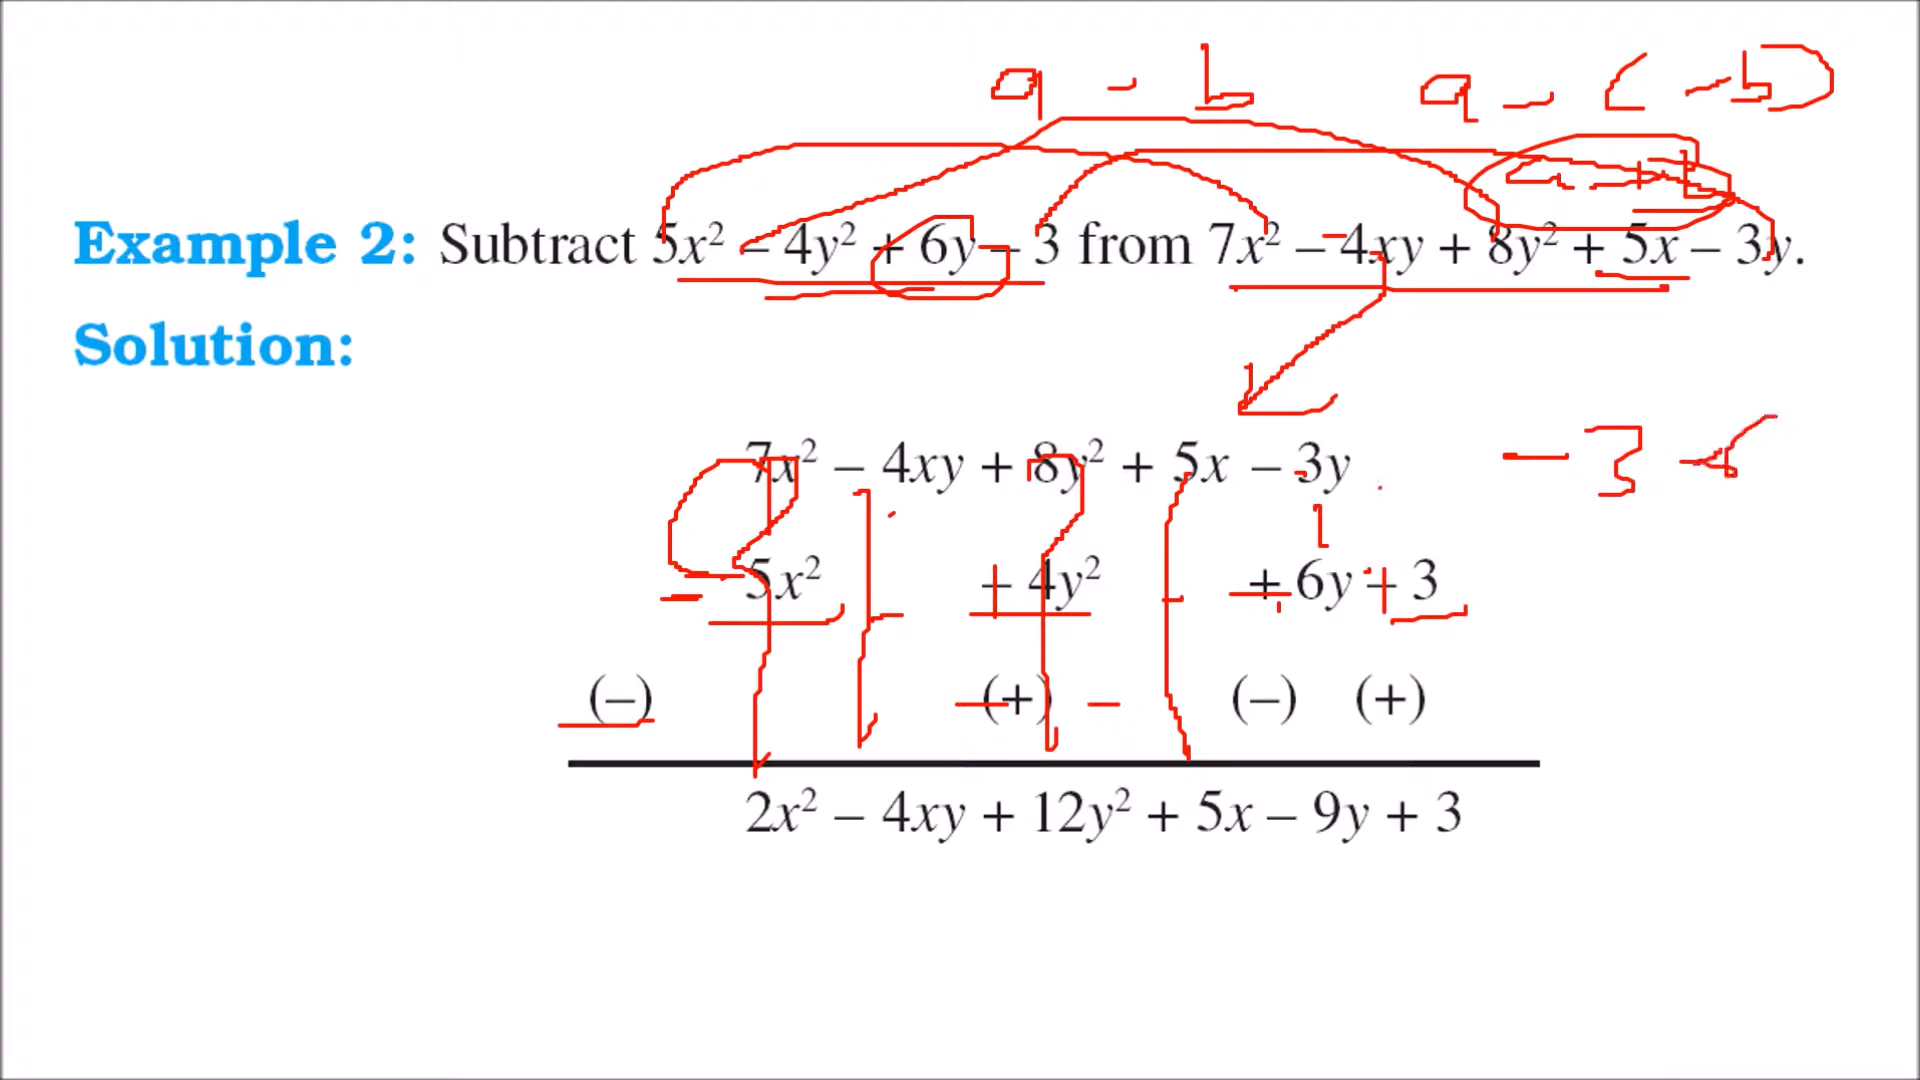 a - b a - (-b)
a - + b
Example 2: Subtract 5x² – 4y² + 6y – 3 from 7x² – 4xy + 8y² + 5x – 3y.
Solution:
7x² – 4xy + 8y² + 5x – 3y
- 3
5x² – 4y² + 6y – 3
(–) (+) (–) (+)
2x² – 4xy + 12y² + 5x – 9y + 3